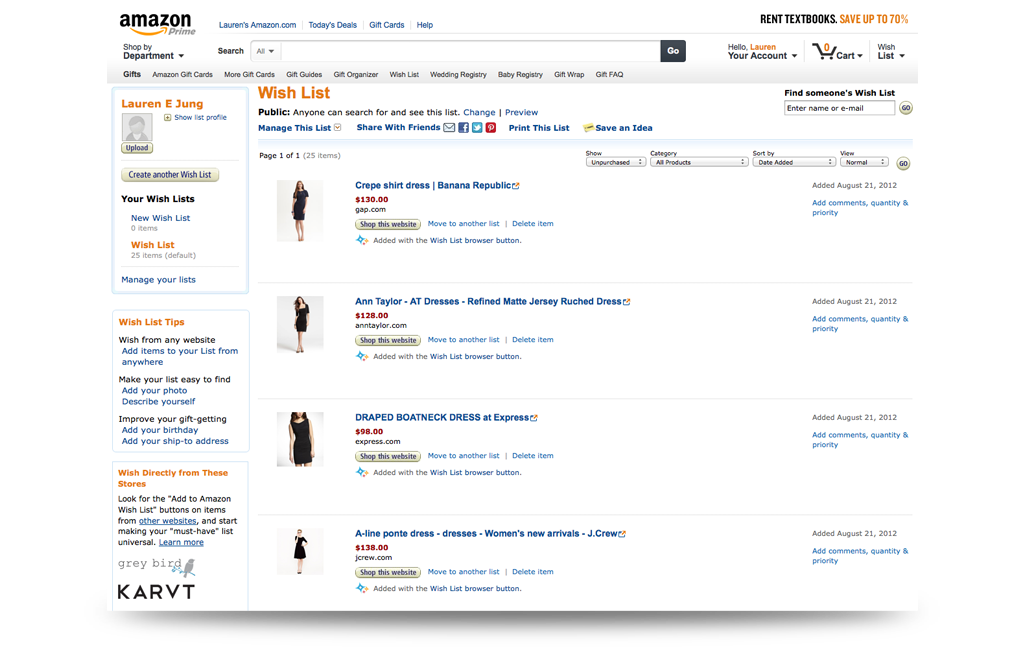 amazon
Prime
Lauren's Amazon.com
Today's Deals
Gift Cards
Help
RENT TEXTBOOKS. SAVE UP TO 70%
Shop by
Department
Search
All
Go
Hello, Lauren
Your Account
0
Cart
Wish
List
Gifts
Amazon Gift Cards
More Gift Cards
Gift Guides
Gift Organizer
Wish List
Wedding Registry
Baby Registry
Gift Wrap
Gift FAQ
Lauren E Jung
Show list profile
Upload
Create another Wish List
Your Wish Lists
New Wish List
0 items
Wish List
25 items (default)
Manage your lists
Wish List Tips
Wish from any website
Add items to your List from
anywhere
Make your list easy to find
Add your photo
Describe yourself
Improve your gift-getting
Add your birthday
Add your ship-to address
Wish Directly from These
Stores
Look for the "Add to Amazon
Wish List" buttons on items
from other websites, and start
making your "must-have" list
universal. Learn more
grey bird
KARVT
Wish List
Public: Anyone can search for and see this list. Change | Preview
Manage This List
Share With Friends
Print This List
Save an Idea
Find someone's Wish List
Enter name or e-mail
GO
Page 1 of 1 (25 items)
Show
Unpurchased
Category
All Products
Sort by
Date Added
View
Normal
GO
Crepe shirt dress | Banana Republic
$130.00
gap.com
Shop this website
Move to another list | Delete item
Added with the Wish List browser button.
Added August 21, 2012
Add comments, quantity &
priority
Ann Taylor - AT Dresses - Refined Matte Jersey Ruched Dress
$128.00
anntaylor.com
Shop this website
Move to another list | Delete item
Added with the Wish List browser button.
Added August 21, 2012
Add comments, quantity &
priority
DRAPED BOATNECK DRESS at Express
$98.00
express.com
Shop this website
Move to another list | Delete item
Added with the Wish List browser button.
Added August 21, 2012
Add comments, quantity &
priority
A-line ponte dress - dresses - Women's new arrivals - J.Crew
$138.00
jcrew.com
Shop this website
Move to another list | Delete item
Added with the Wish List browser button.
Added August 21, 2012
Add comments, quantity &
priority